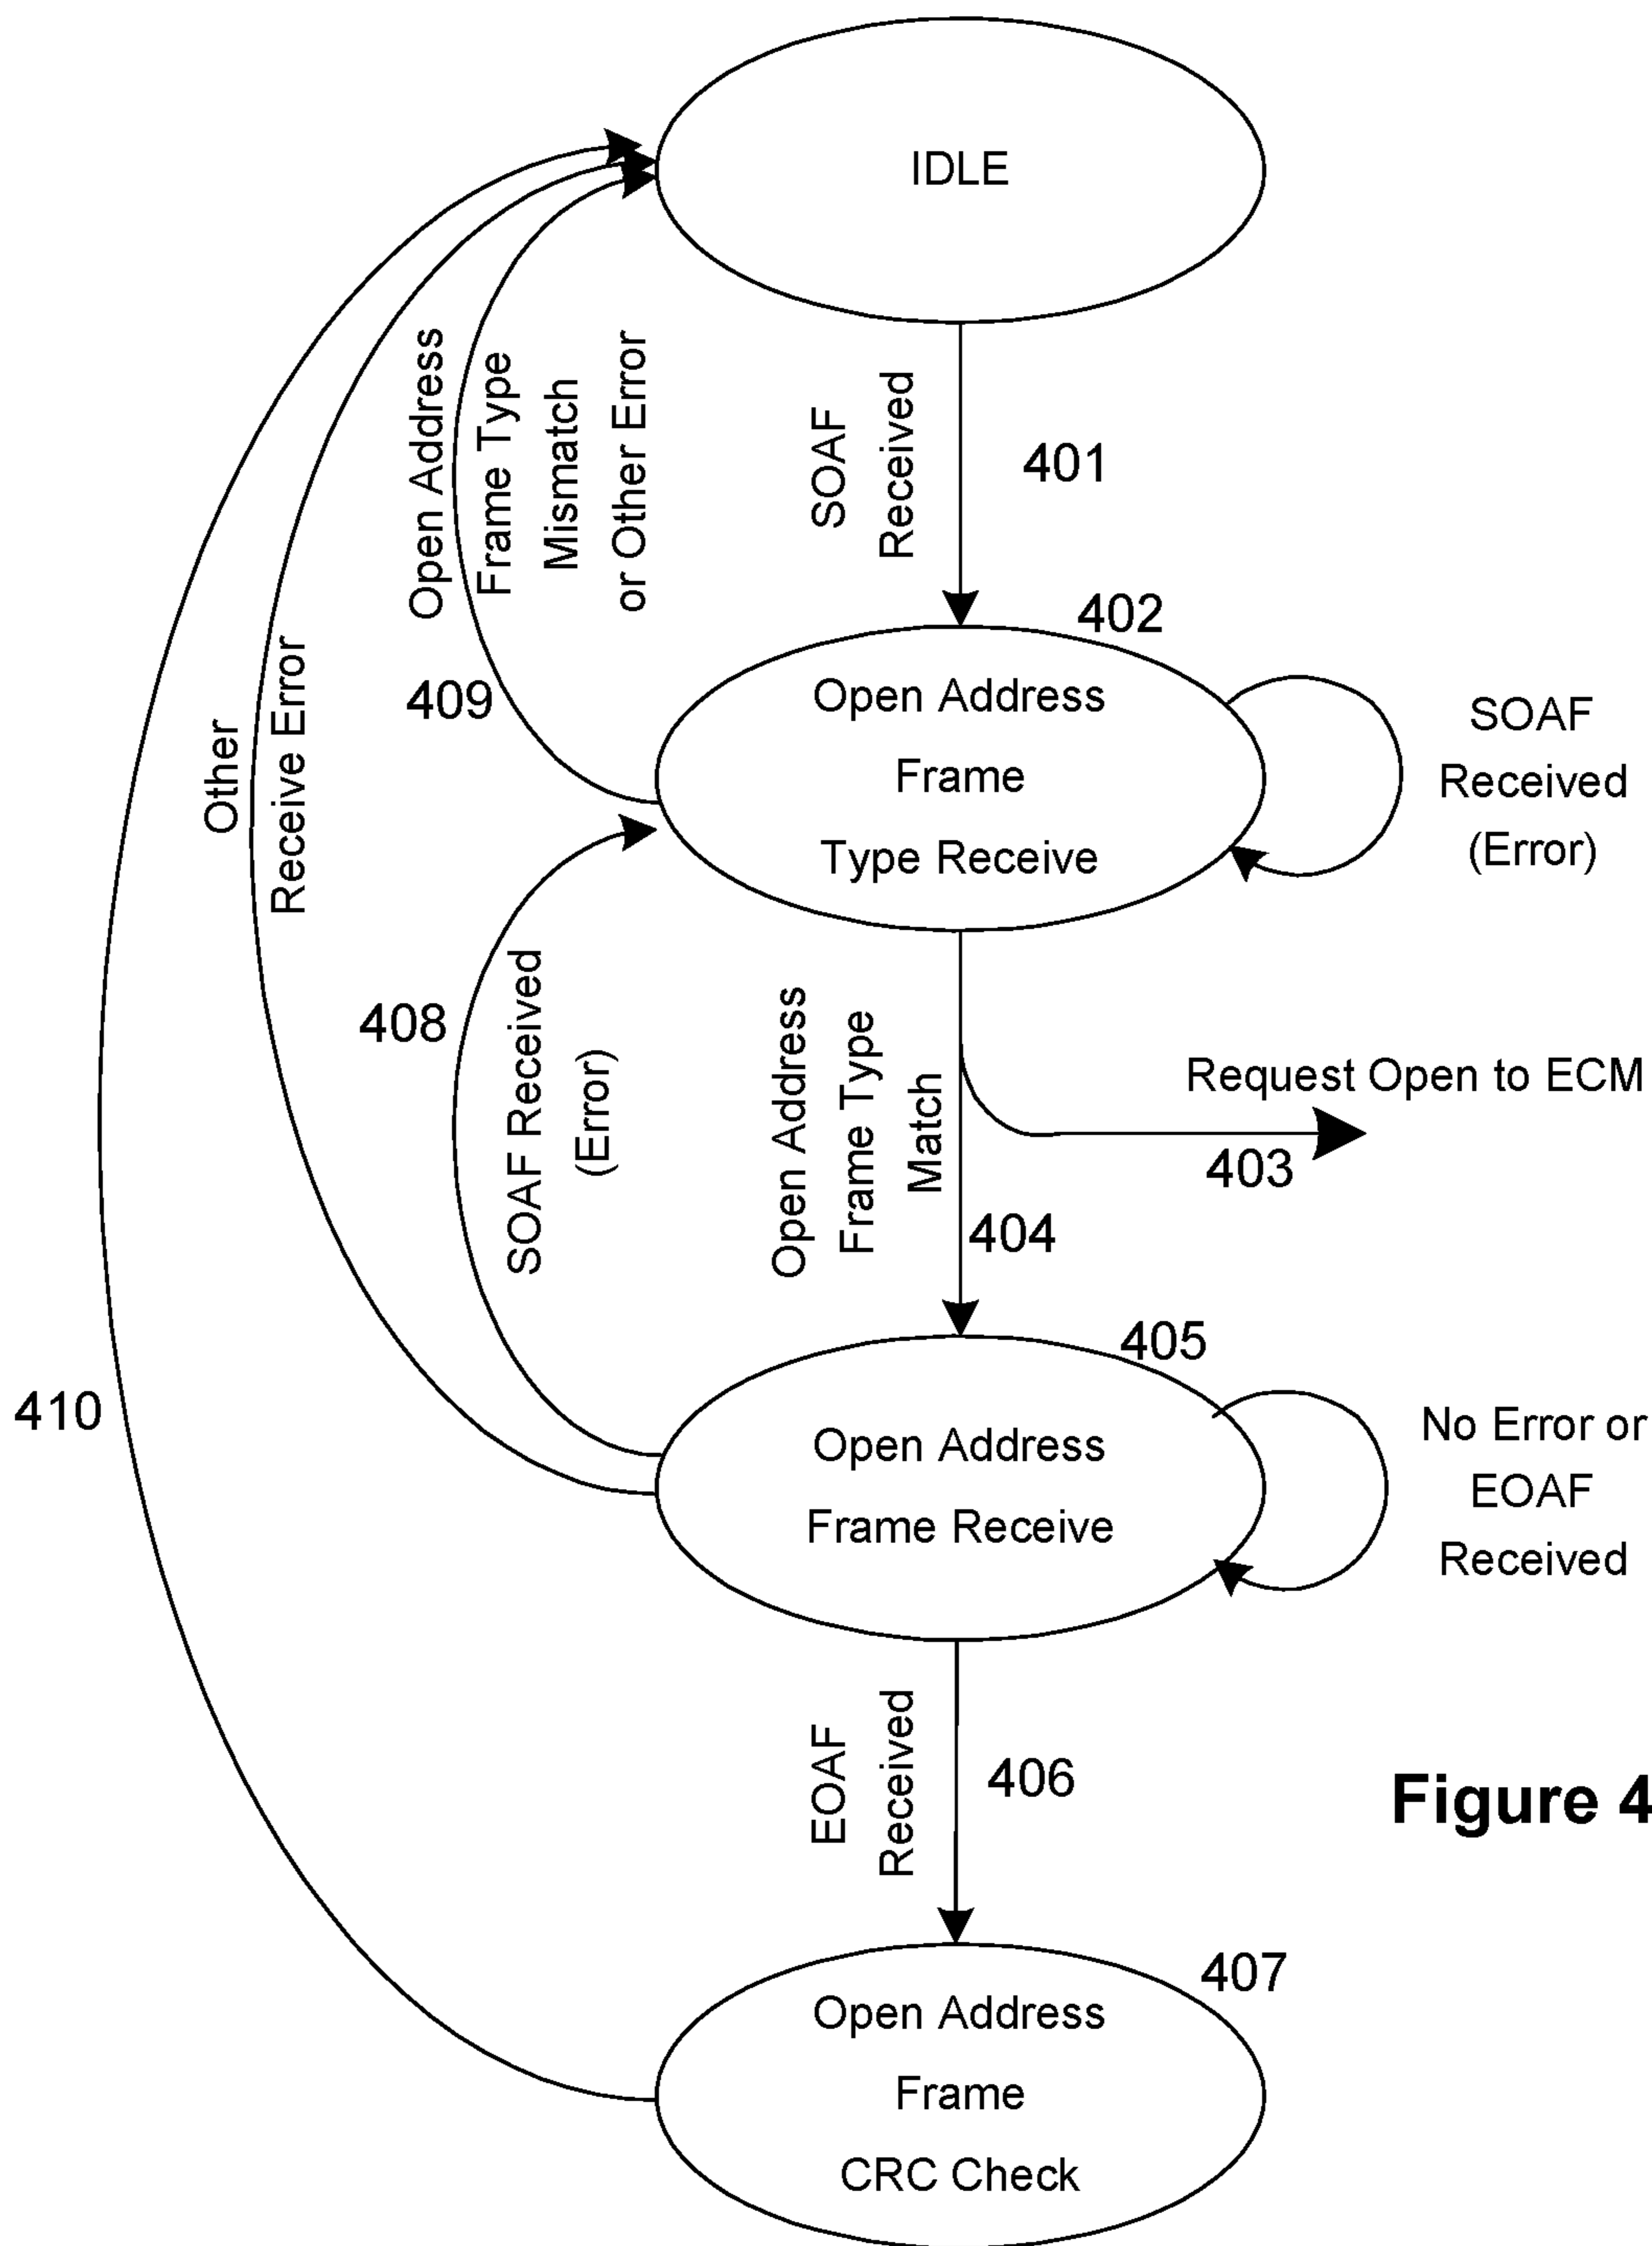 IDLE
Open Address
Frame Type
Mismatch
or Other Error
SOAF
Received
401
402
409
Other
Receive Error
Open Address
Frame
Type Receive
SOAF
Received
(Error)
408
SOAF Received
(Error)
Open Address
Frame Type
Match
Request Open to ECM
403
404
405
410
Open Address
Frame Receive
No Error or
EOAF
Received
EOAF
Received
406
Figure 4
407
Open Address
Frame
CRC Check